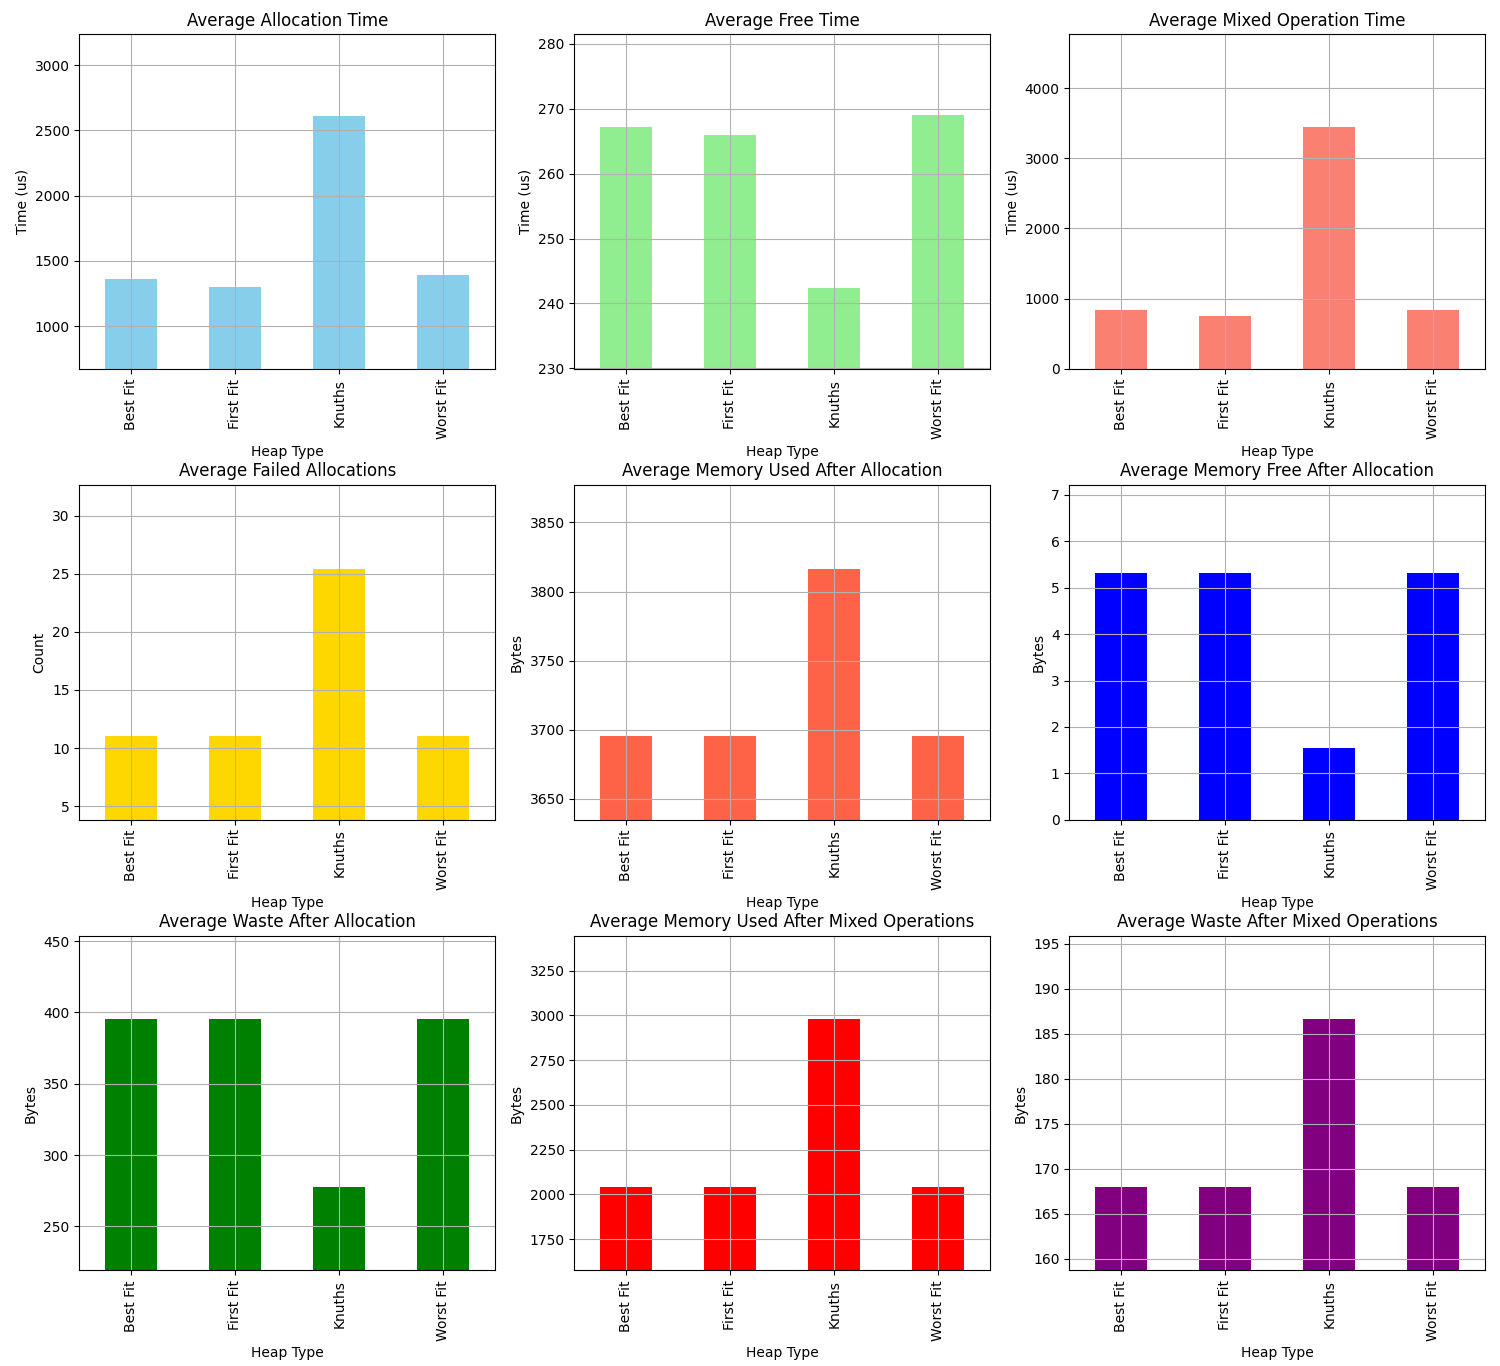 Average Allocation Time
3000
2500
2000
1500
1000
Time (us)
Best Fit
First Fit
Knuths
Worst Fit
Heap Type
Average Free Time
280
270
260
250
240
230
Time (us)
Best Fit
First Fit
Knuths
Worst Fit
Heap Type
Average Mixed Operation Time
4000
3000
2000
1000
0
Time (us)
Best Fit
First Fit
Knuths
Worst Fit
Heap Type
Average Failed Allocations
30
25
20
15
10
5
Count
Best Fit
First Fit
Knuths
Worst Fit
Heap Type
Average Memory Used After Allocation
3850
3800
3750
3700
3650
Bytes
Best Fit
First Fit
Knuths
Worst Fit
Heap Type
Average Memory Free After Allocation
7
6
5
4
3
2
1
0
Bytes
Best Fit
First Fit
Knuths
Worst Fit
Heap Type
Average Waste After Allocation
450
400
350
300
250
Bytes
Best Fit
First Fit
Knuths
Worst Fit
Heap Type
Average Memory Used After Mixed Operations
3250
3000
2750
2500
2250
2000
1750
Bytes
Best Fit
First Fit
Knuths
Worst Fit
Heap Type
Average Waste After Mixed Operations
195
190
185
180
175
170
165
160
Bytes
Best Fit
First Fit
Knuths
Worst Fit
Heap Type